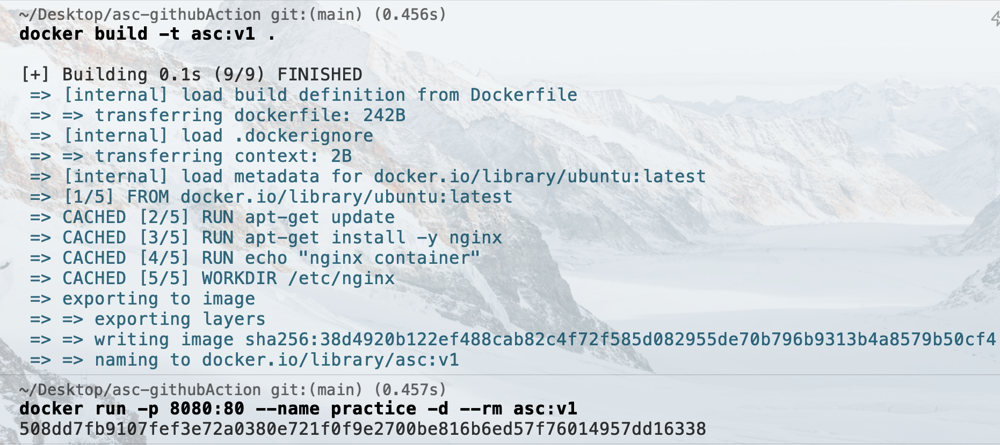 ~/Desktop/asc-githubAction git:(main) (0.456s)
docker build -t asc:v1 .
[+] Building 0.1s (9/9) FINISHED
=> [internal] load build definition from Dockerfile
=> => transferring dockerfile: 242B
=> [internal] load .dockerignore
=> => transferring context: 2B
=> [internal] load metadata for docker.io/library/ubuntu:latest
=> [1/5] FROM docker.io/library/ubuntu:latest
=> CACHED [2/5] RUN apt-get update
=> CACHED [3/5] RUN apt-get install -y nginx
=> CACHED [4/5] RUN echo "nginx container"
=> CACHED [5/5] WORKDIR /etc/nginx
=> exporting to image
=> => exporting layers
=> => writing image sha256:38d4920b122ef488cab82c4f72f585d082955de70b796b9313b4a8579b50cf4
=> => naming to docker.io/library/asc:v1
~/Desktop/asc-githubAction git:(main) (0.457s)
docker run -p 8080:80 --name practice -d --rm asc:v1
508dd7fb9107fef3e72a0380e721f0f9e2700be816b6ed57f76014957dd16338